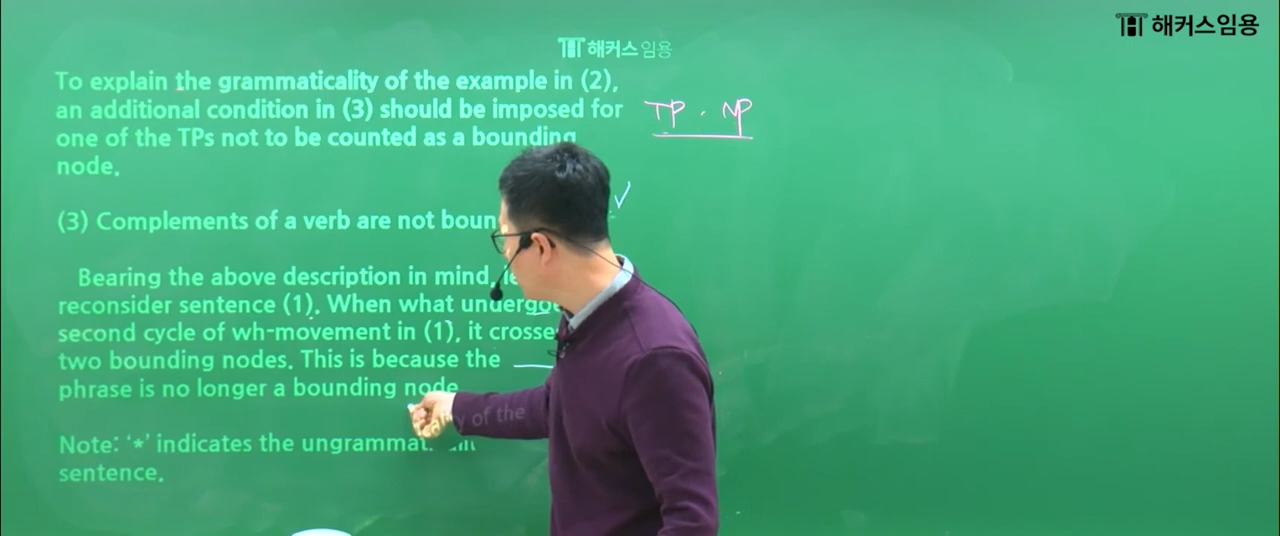 해커스임용
해커스임용
To explain the grammaticality of the example in (2),
an additional condition in (3) should be imposed for
one of the TPs not to be counted as a bounding
node.
TP, NP
(3) Complements of a verb are not boun
Bearing the above description in mind,
reconsider sentence (1). When what undergoe
second cycle of wh-movement in (1), it crosse
two bounding nodes. This is because the
phrase is no longer a bounding node
y of the
Note: '*' indicates the ungrammat
sentence.